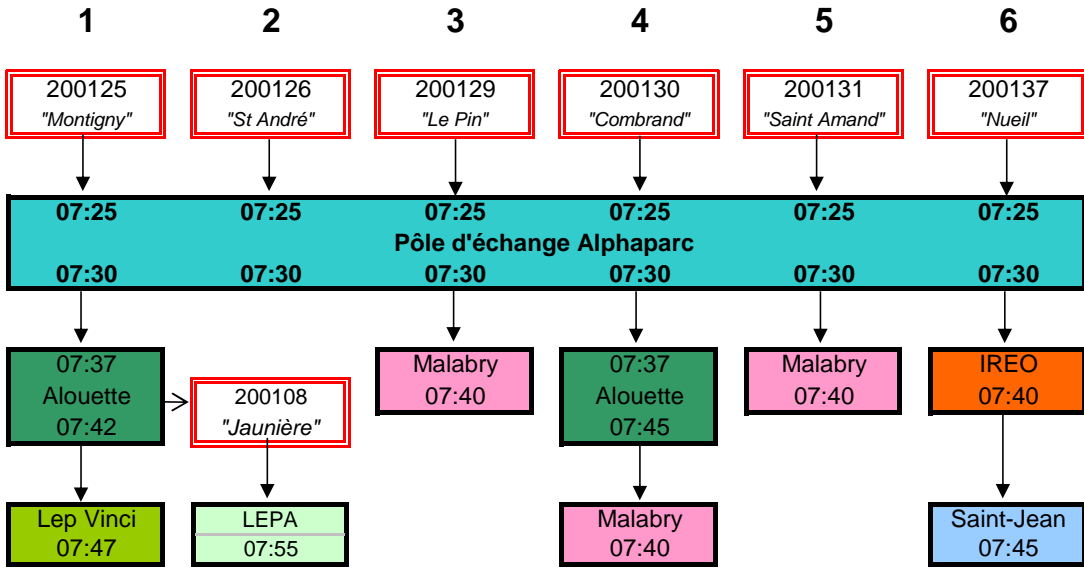 1 2 3 4 5 6
200125 200126 200129 200130 200131 200137
"Montigny" "St André" "Le Pin" "Combrand" "Saint Amand" "Nueil"
07:25 07:25 07:25 07:25 07:25 07:25
Pôle d'échange Alphaparc
07:30 07:30 07:30 07:30 07:30 07:30
07:37 Malabry 07:37 Malabry IREO
Alouette 200108 07:40 Alouette 07:40 07:40
07:42 "Jaunière" 07:45
Lep Vinci LEPA Malabry Saint-Jean
07:47 07:55 07:40 07:45